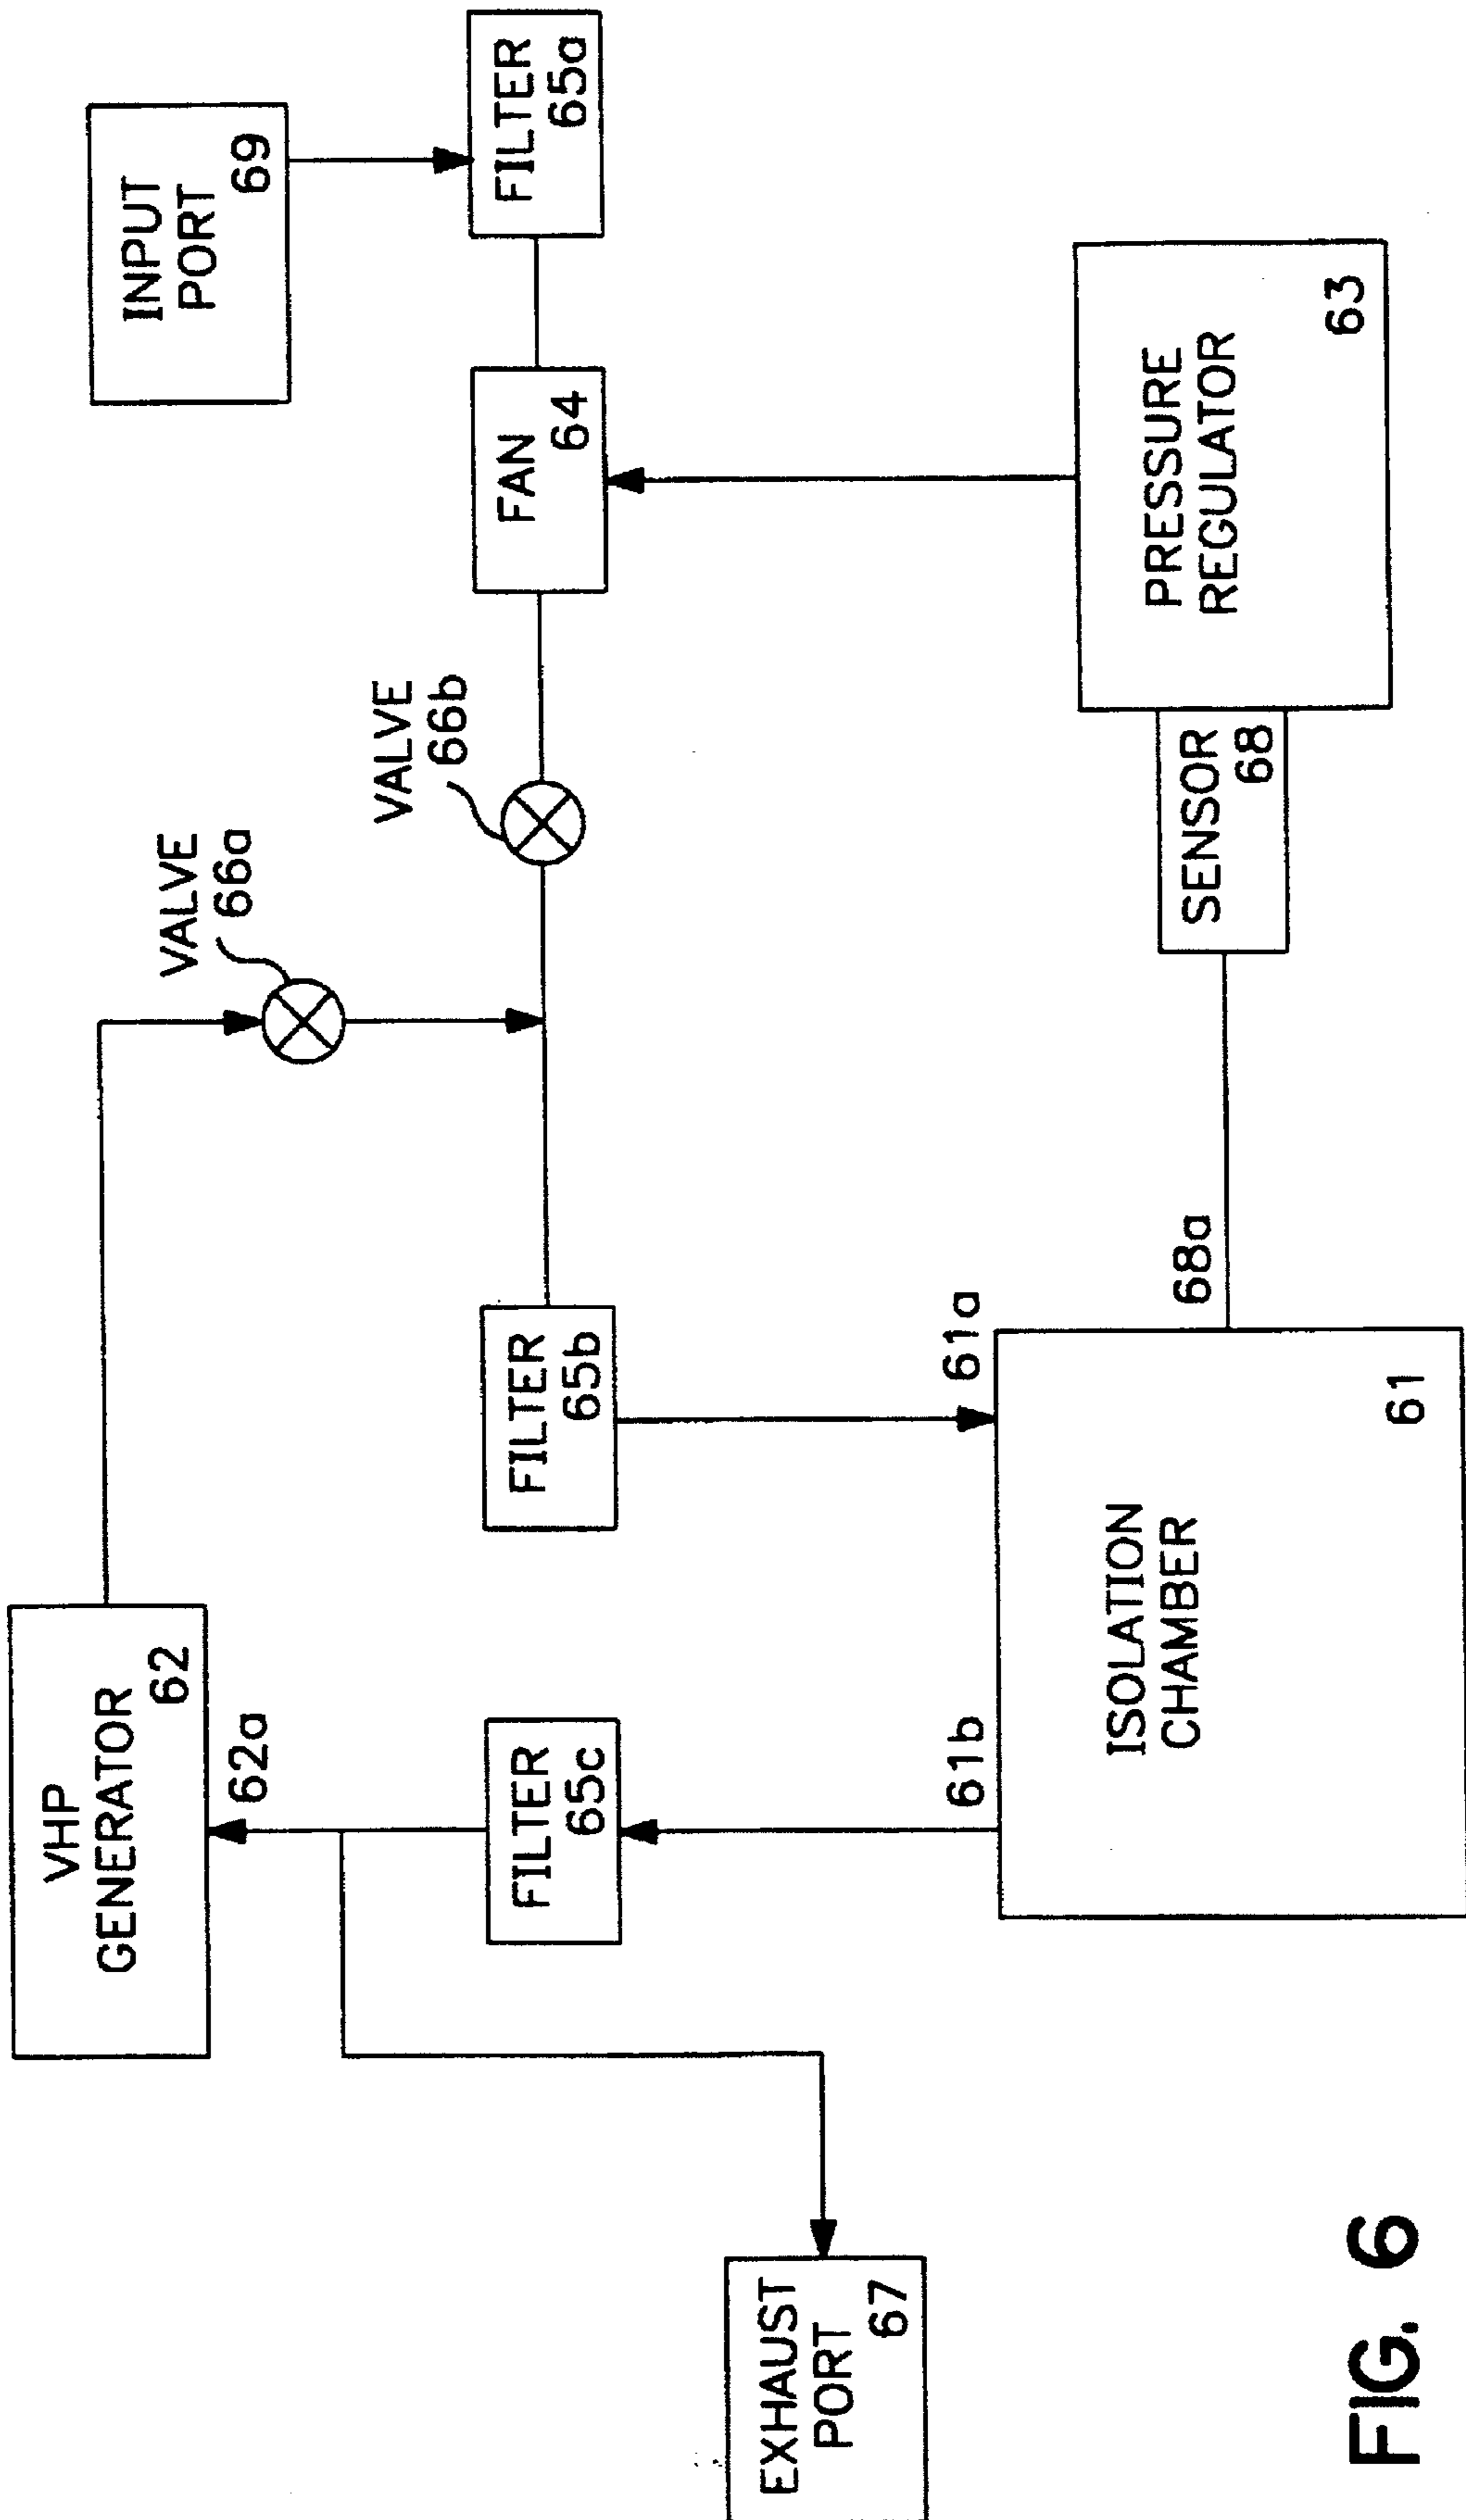 VHP
GENERATOR
62
62a
VALVE
66a
INPUT
PORT
69
FILTER
65c
FILTER
65b
VALVE
66b
FAN
64
FILTER
65a
EXHAUST
PORT
67
61b
61a
ISOLATION
CHAMBER
61
68a
SENSOR
68
PRESSURE
REGULATOR
63
FIG. 6